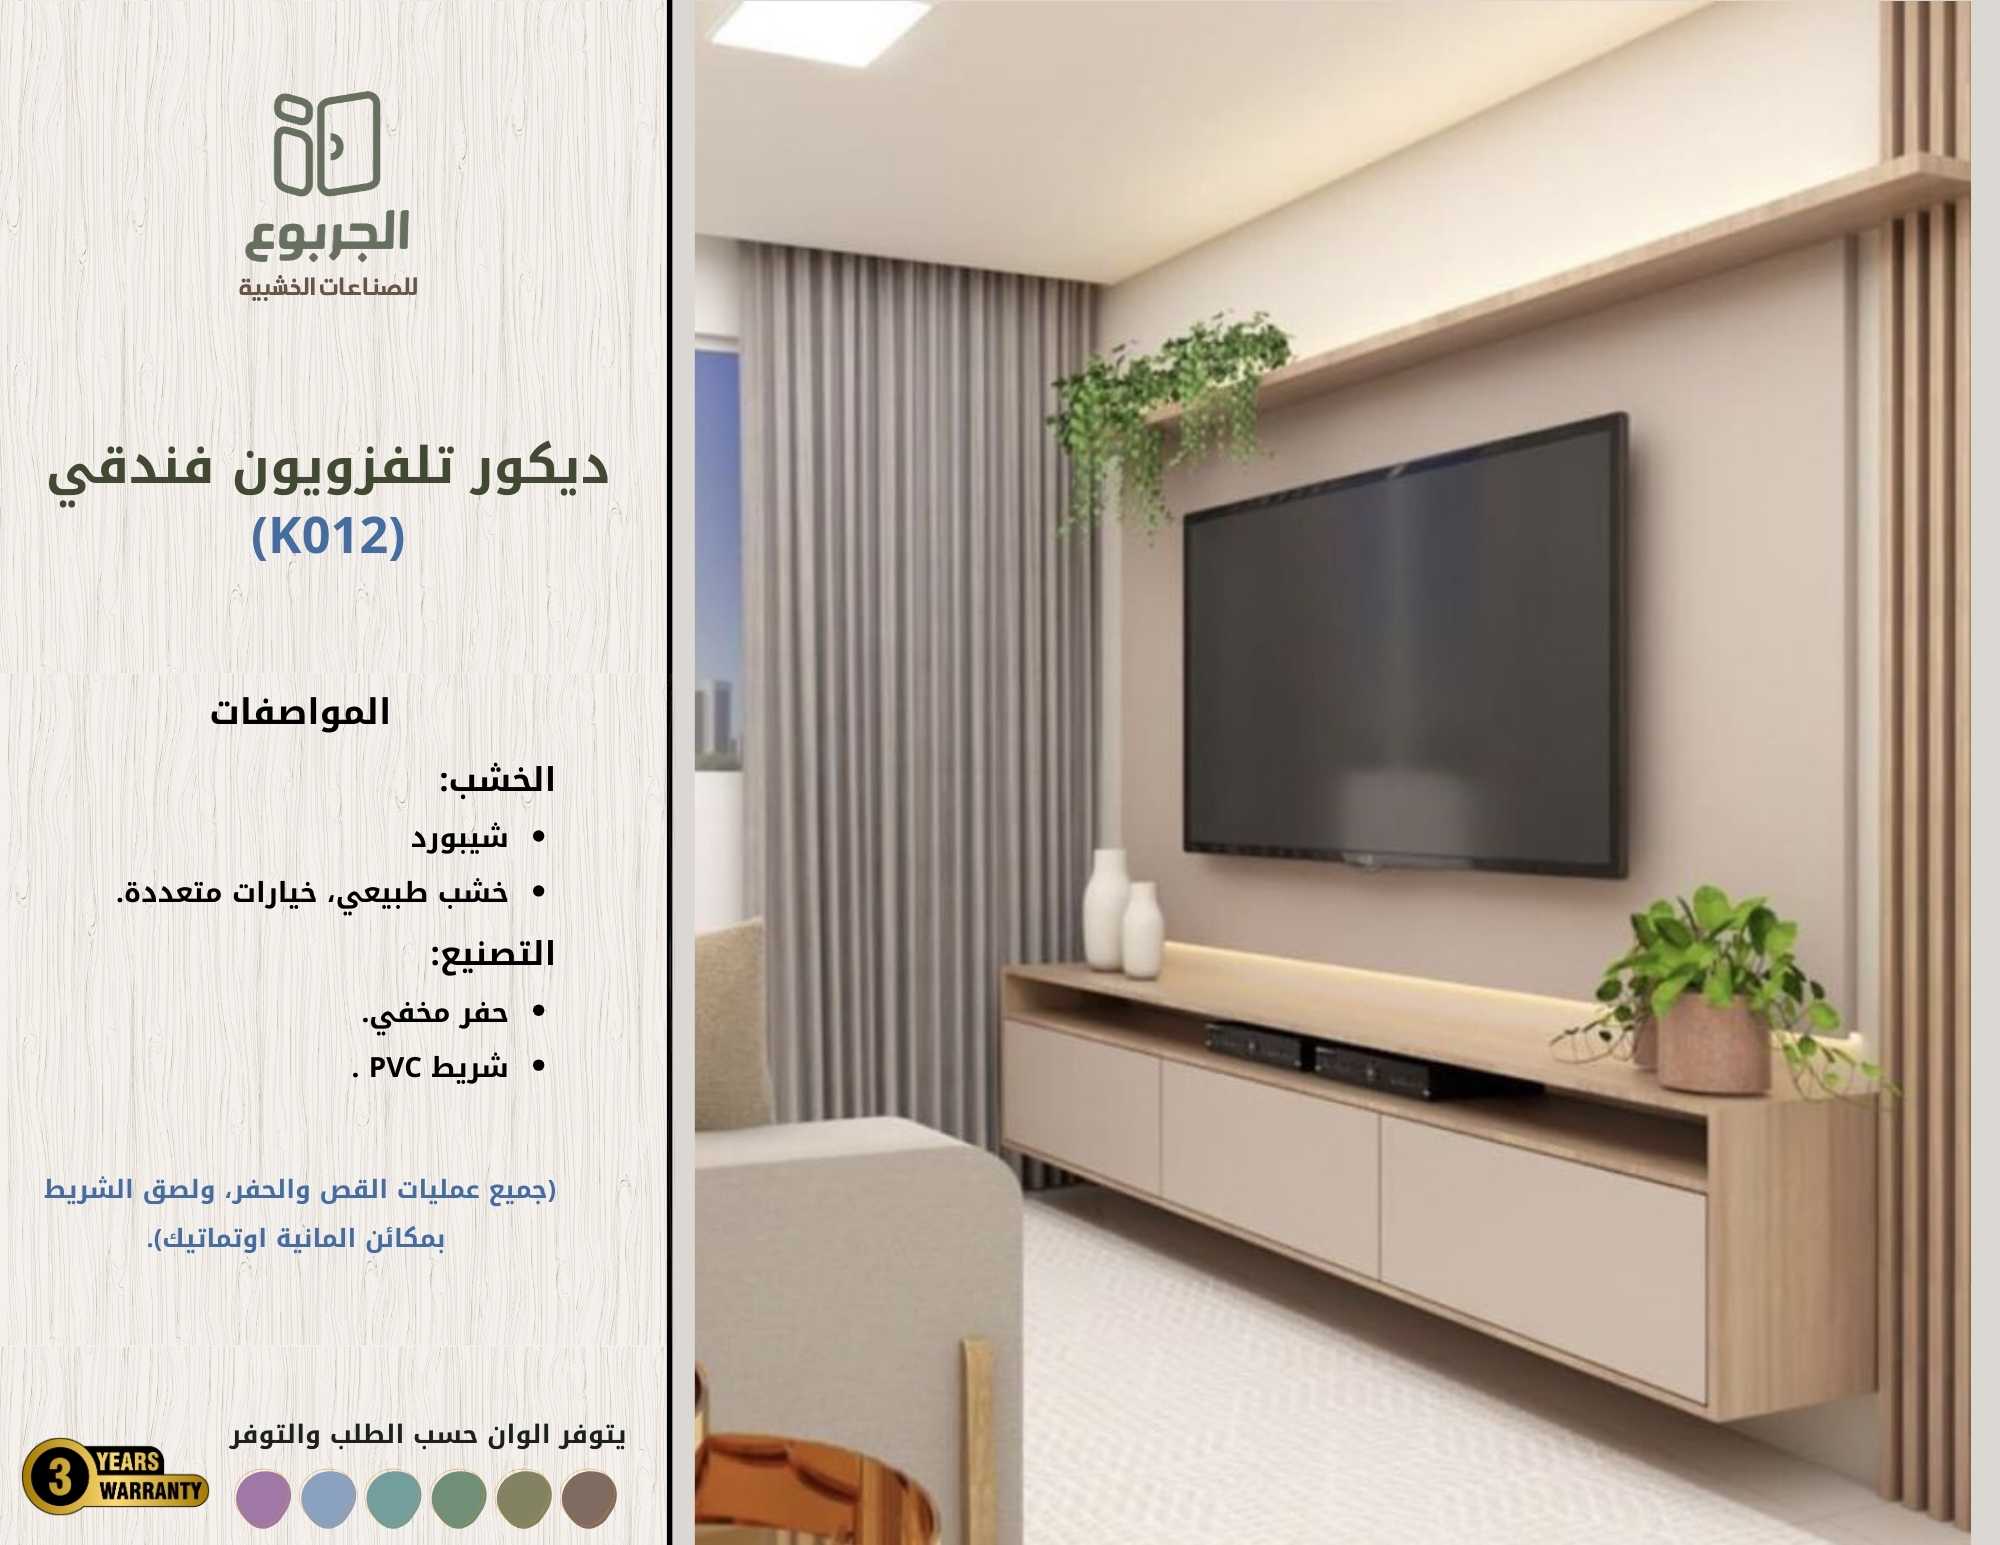 الجربوع
للصناعات الخشبية
ديكور تلفزويون فندقي
(K012)
المواصفات
الخشب:
• شيبورد
• خشب طبيعي، خيارات متعددة.
التصنيع:
• حفر مخفي.
• شريط PVC .
(جميع عمليات القص والحفر، ولصق الشريط
بمكائن المانية اوتماتيك).
يتوفر الوان حسب الطلب والتوفر
3 YEARS
WARRANTY